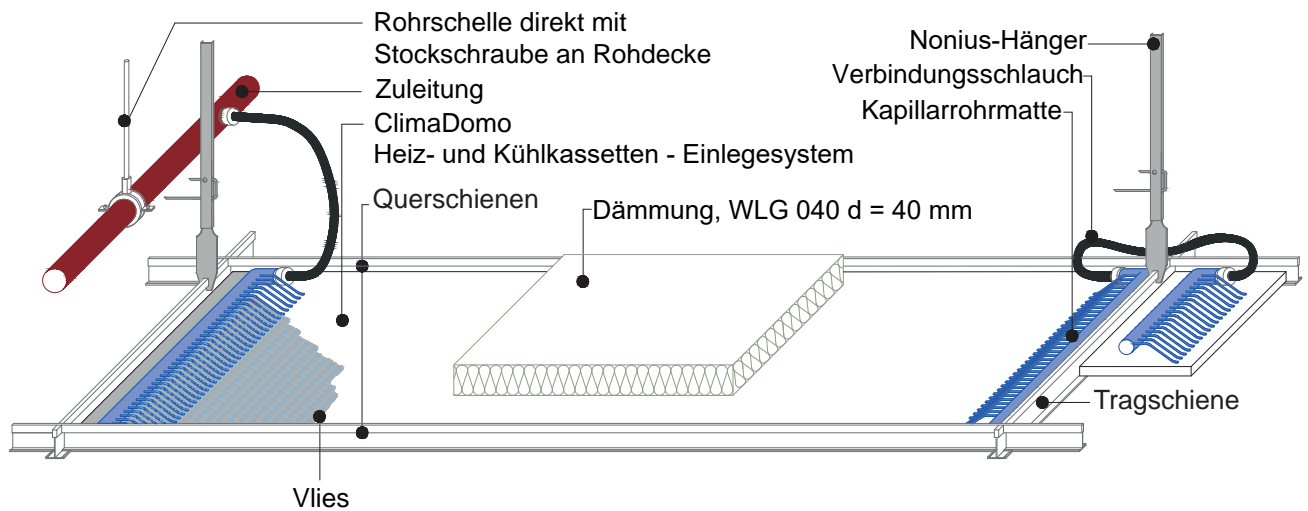 Rohrschelle direkt mit
Stockschraube an Rohdecke
Zuleitung
ClimaDomo
Heiz- und Kühlkassetten - Einlegesystem
Querschienen
Dämmung, WLG 040 d = 40 mm
Nonius-Hänger
Verbindungsschlauch
Kapillarrohrmatte
Tragschiene
Vlies